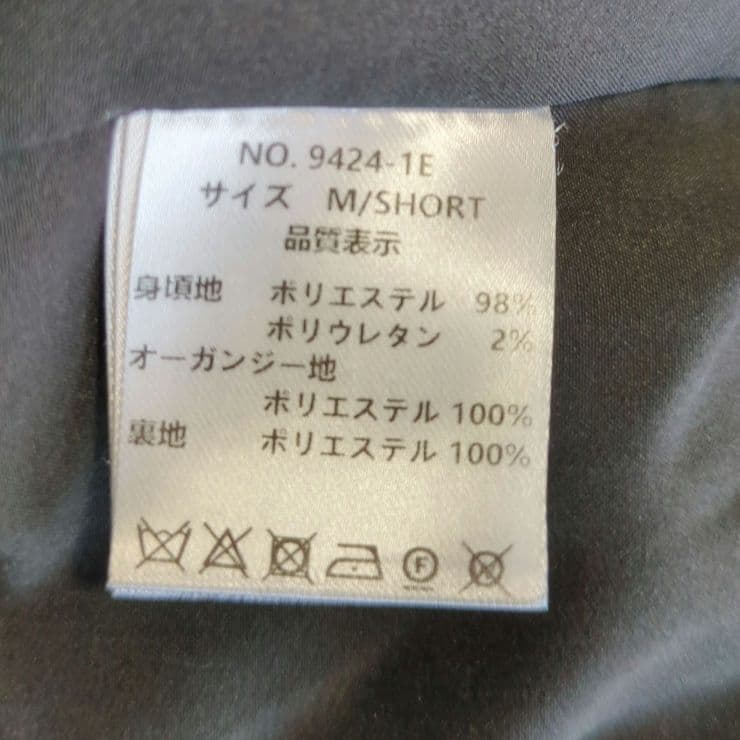 NO. 9424-1E
サイズ M/SHORT
品質表示
身頃地 ポリエステル 98%
ポリウレタン 2%
オーガンジー地
ポリエステル 100%
裏地 ポリエステル 100%
F